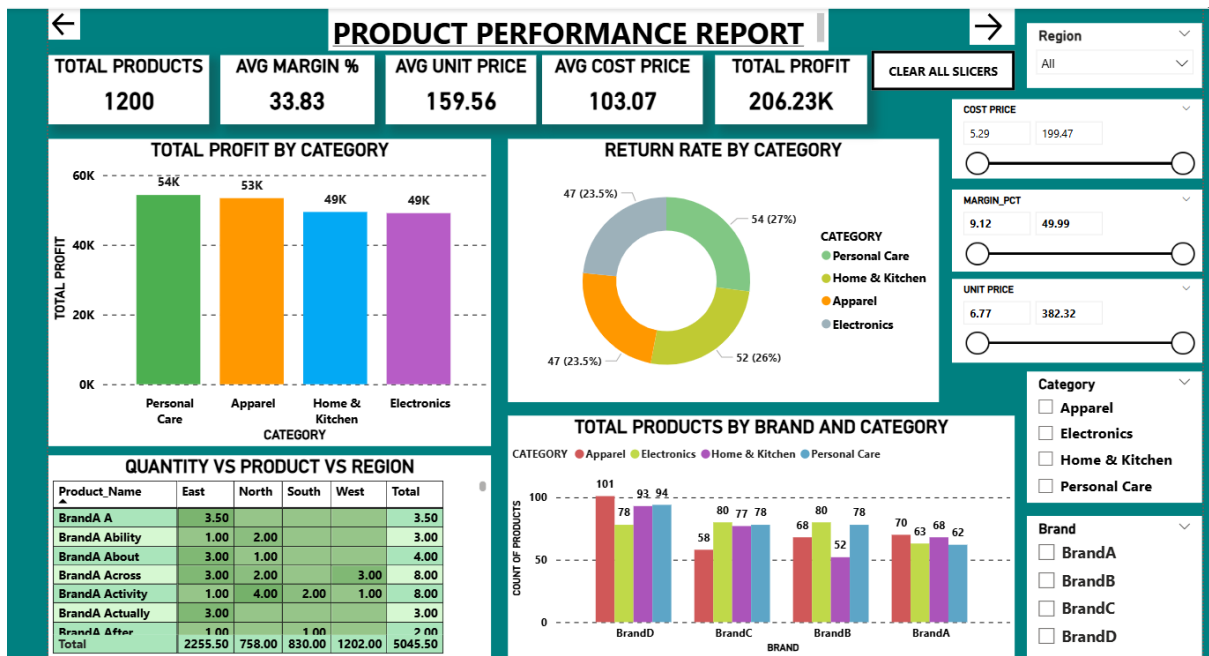 PRODUCT PERFORMANCE REPORT
TOTAL PRODUCTS
1200
AVG MARGIN %
33.83
AVG UNIT PRICE
159.56
AVG COST PRICE
103.07
TOTAL PROFIT
206.23K
CLEAR ALL SLICERS
Region
All
COST PRICE
5.29 199.47
MARGIN_PCT
9.12 49.99
UNIT PRICE
6.77 382.32
Category
Apparel
Electronics
Home & Kitchen
Personal Care
Brand
BrandA
BrandB
BrandC
BrandD
TOTAL PROFIT BY CATEGORY
TOTAL PROFIT
60K
40K
20K
0K
54K
53K
49K
49K
Personal
Care
Apparel
Home &
Kitchen
Electronics
CATEGORY
RETURN RATE BY CATEGORY
47 (23.5%)
54 (27%)
47 (23.5%)
52 (26%)
CATEGORY
Personal Care
Home & Kitchen
Apparel
Electronics
QUANTITY VS PRODUCT VS REGION
Product_Name East North South West Total
BrandA A 3.50 3.50
BrandA Ability 1.00 2.00 3.00
BrandA About 3.00 1.00 4.00
BrandA Across 3.00 2.00 3.00 8.00
BrandA Activity 1.00 4.00 2.00 1.00 8.00
BrandA Actually 3.00 3.00
BrandA After 1.00 1.00 2.00
Total 2255.50 758.00 830.00 1202.00 5045.50
TOTAL PRODUCTS BY BRAND AND CATEGORY
CATEGORY Apparel Electronics Home & Kitchen Personal Care
COUNT OF PRODUCTS
100
50
0
101 78 93 94
58 80 77 78
68 80 52 78
70 63 68 62
BrandD BrandC BrandB BrandA
BRAND